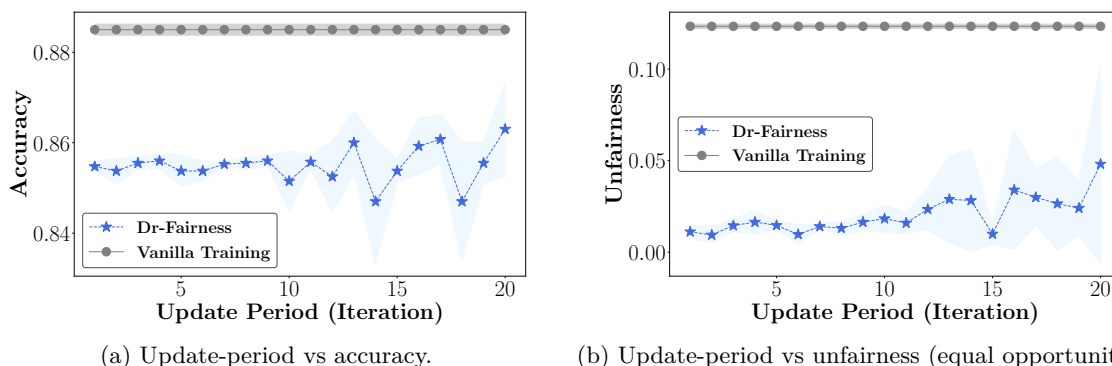 0.88
0.86
0.84
Accuracy
Dr-Fairness
Vanilla Training
5
10
15
20
Update Period (Iteration)
(a) Update-period vs accuracy.
0.10
0.05
0.00
Unfairness
Dr-Fairness
Vanilla Training
5
10
15
20
Update Period (Iteration)
(b) Update-period vs unfairness (equal opportunit